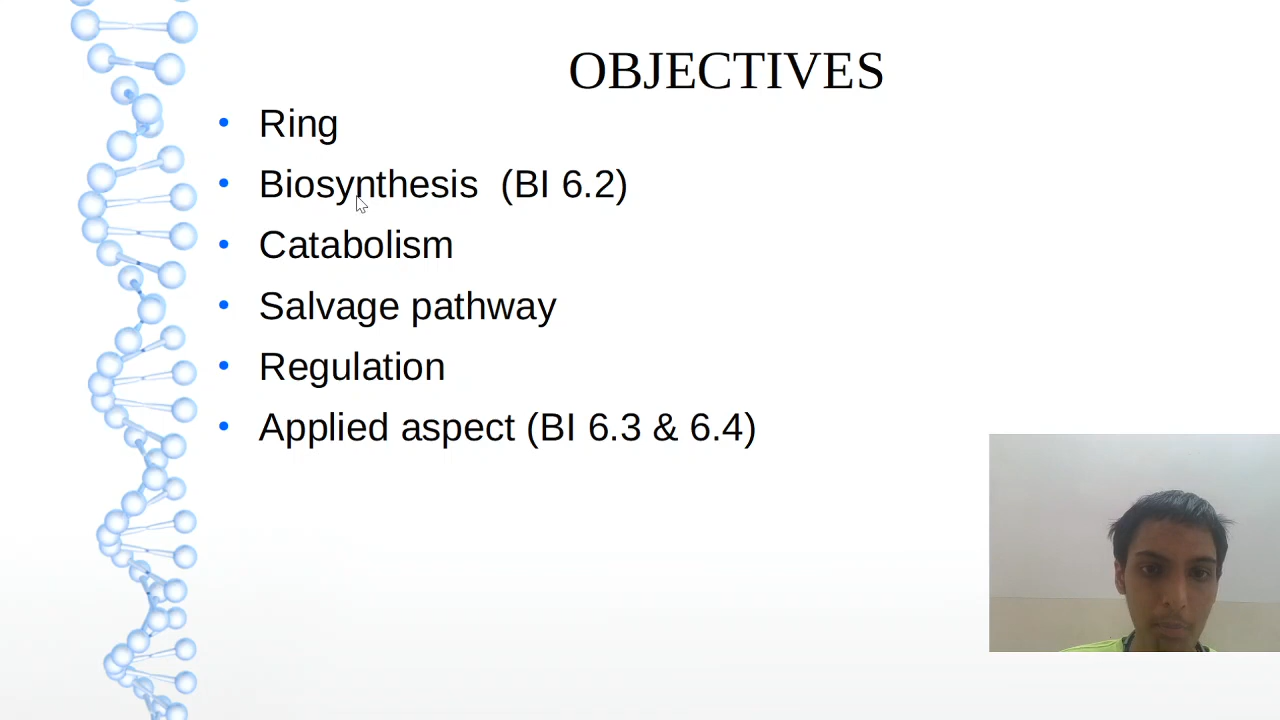 OBJECTIVES
• Ring
• Biosynthesis  (BI 6.2)
• Catabolism
• Salvage pathway
• Regulation
• Applied aspect (BI 6.3 & 6.4)